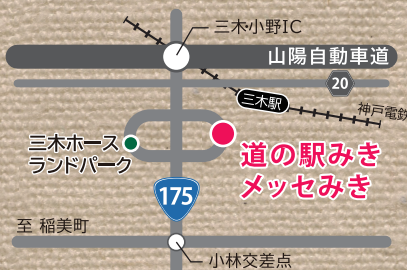 三木・小野IC
山陽自動車道
20
三木駅
神戸電鉄
三木ホース
ランドパーク
道の駅みき
メッセみき
175
至 稲美町
小林交差点